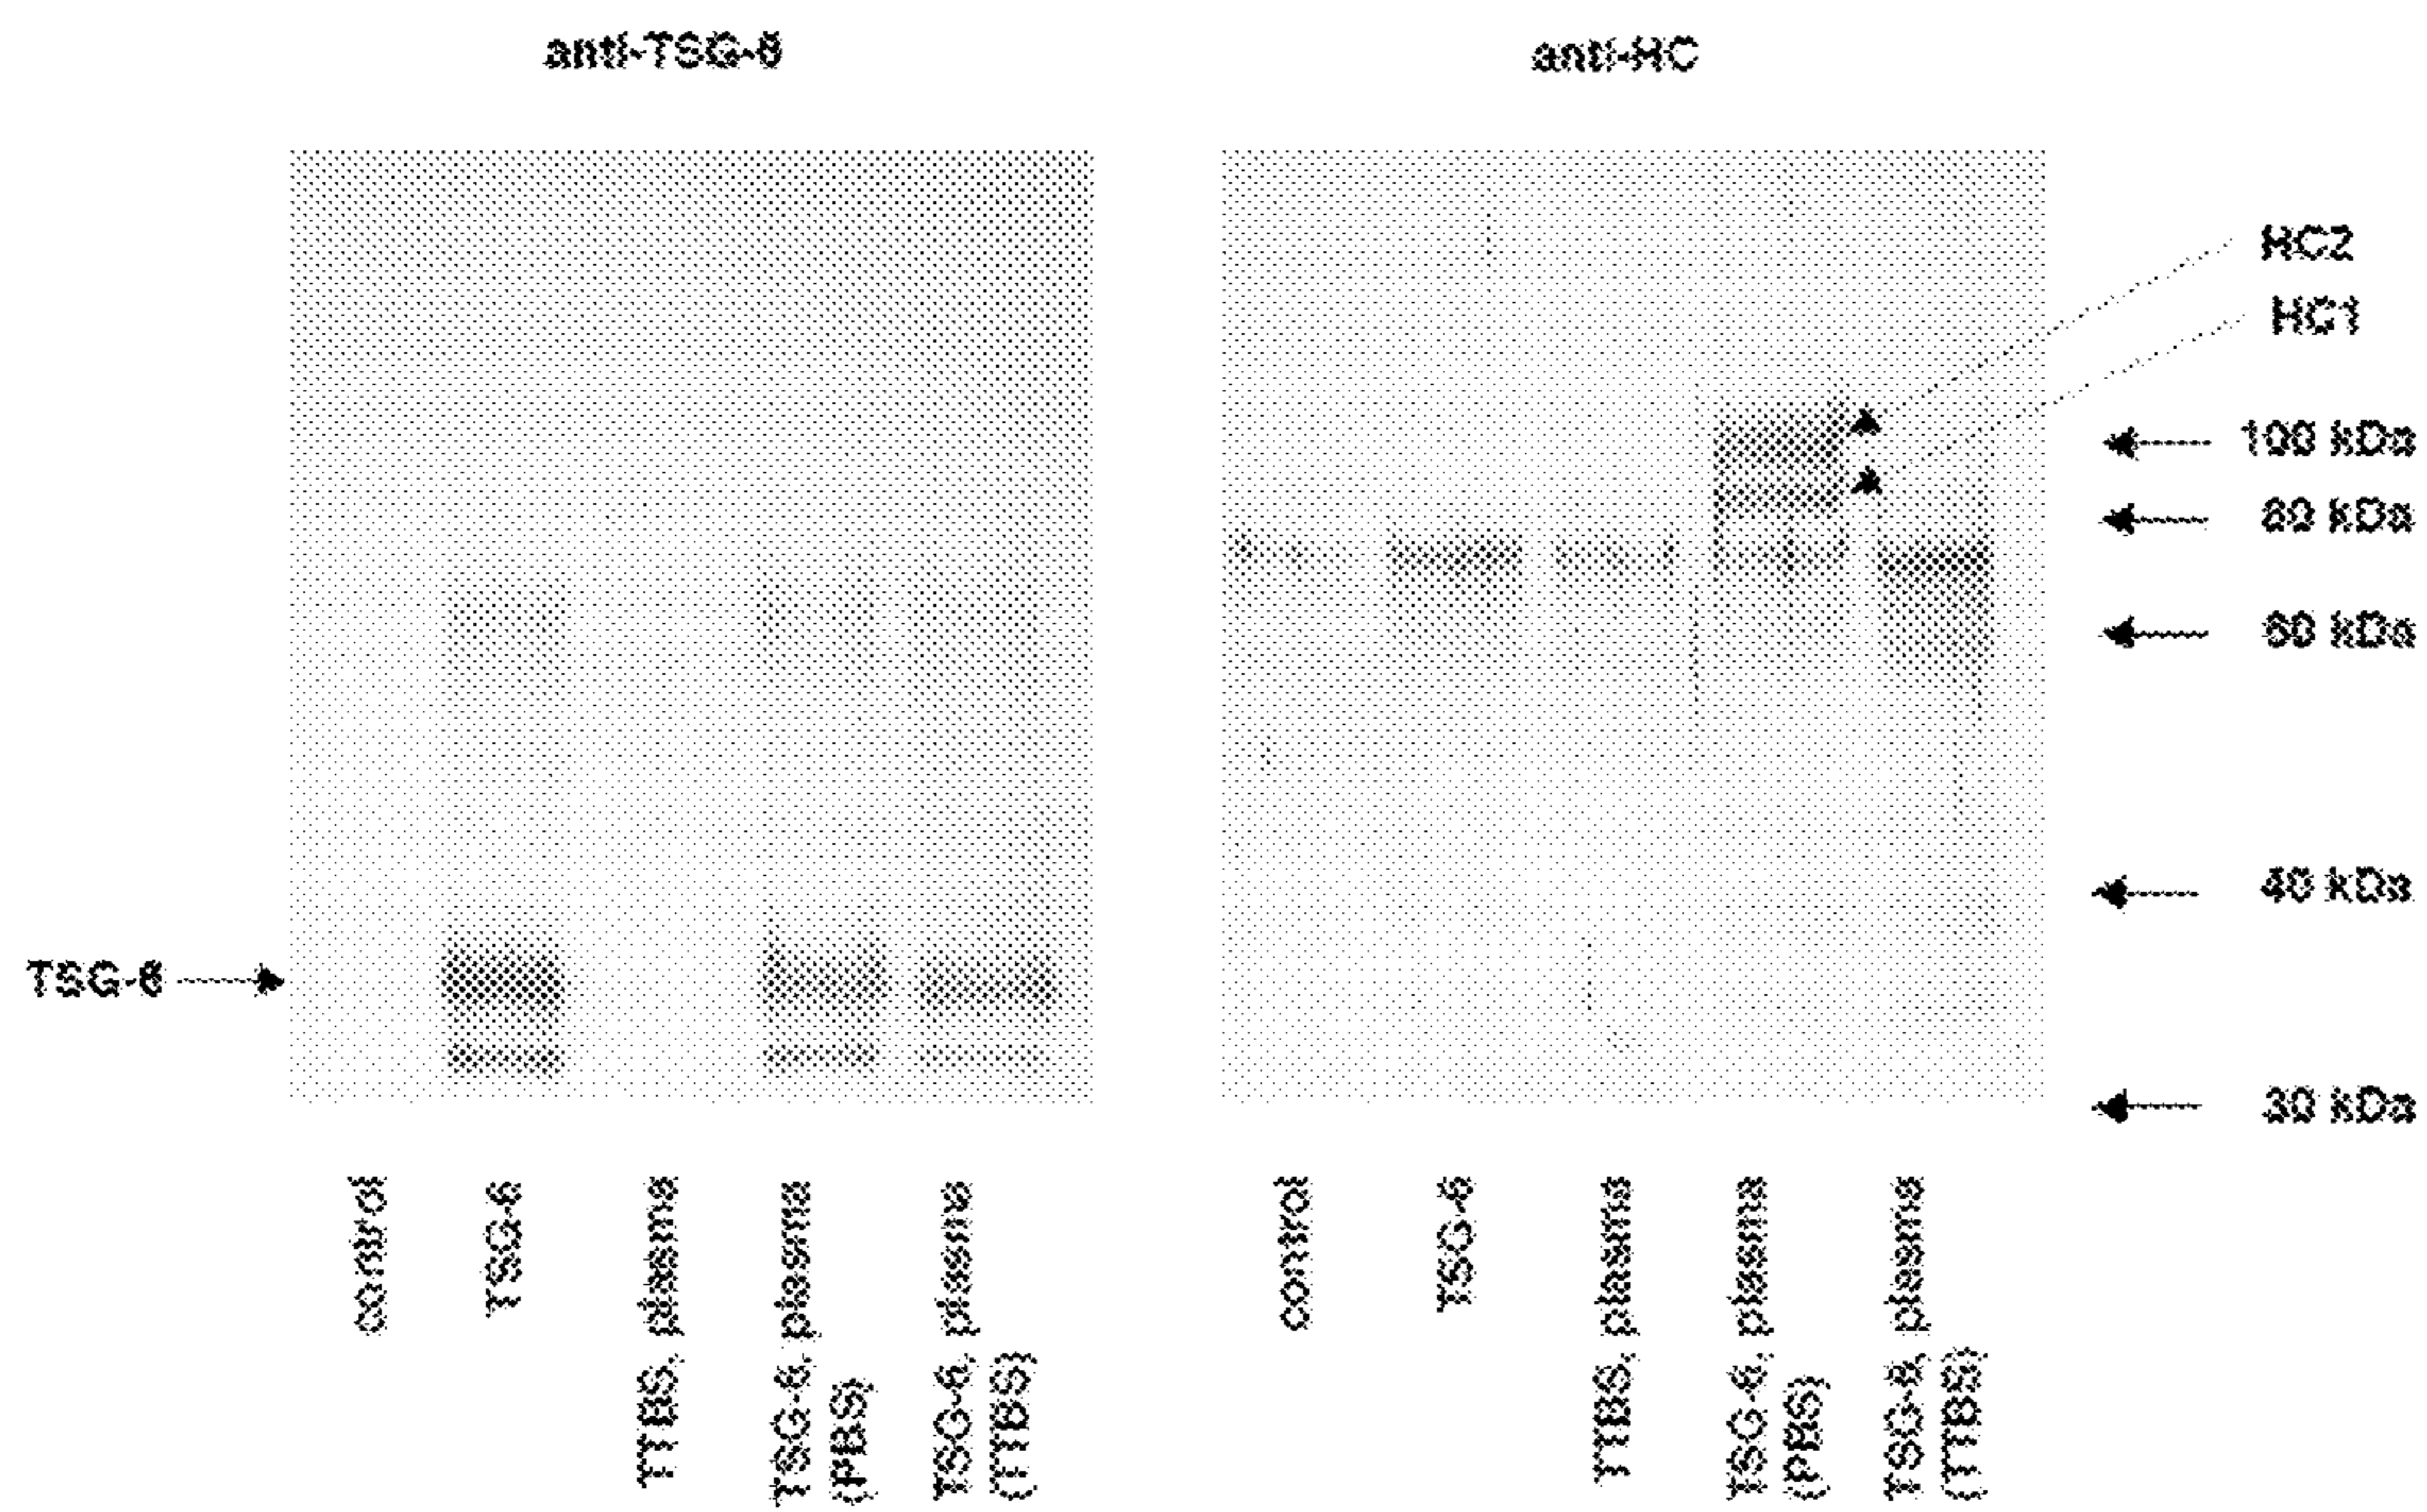 anti-TSG-6
anti-HC
HC2
HC1
100 kDa
80 kDa
60 kDa
40 kDa
TSG-6
30 kDa
control
TSG-6
TTBS, plasma
TSG-6, plasma
(PBS)
TSG-6, plasma
(TTBS)
control
TSG-6
TTBS, plasma
TSG-6, plasma
(PBS)
TSG-6, plasma
(TTBS)